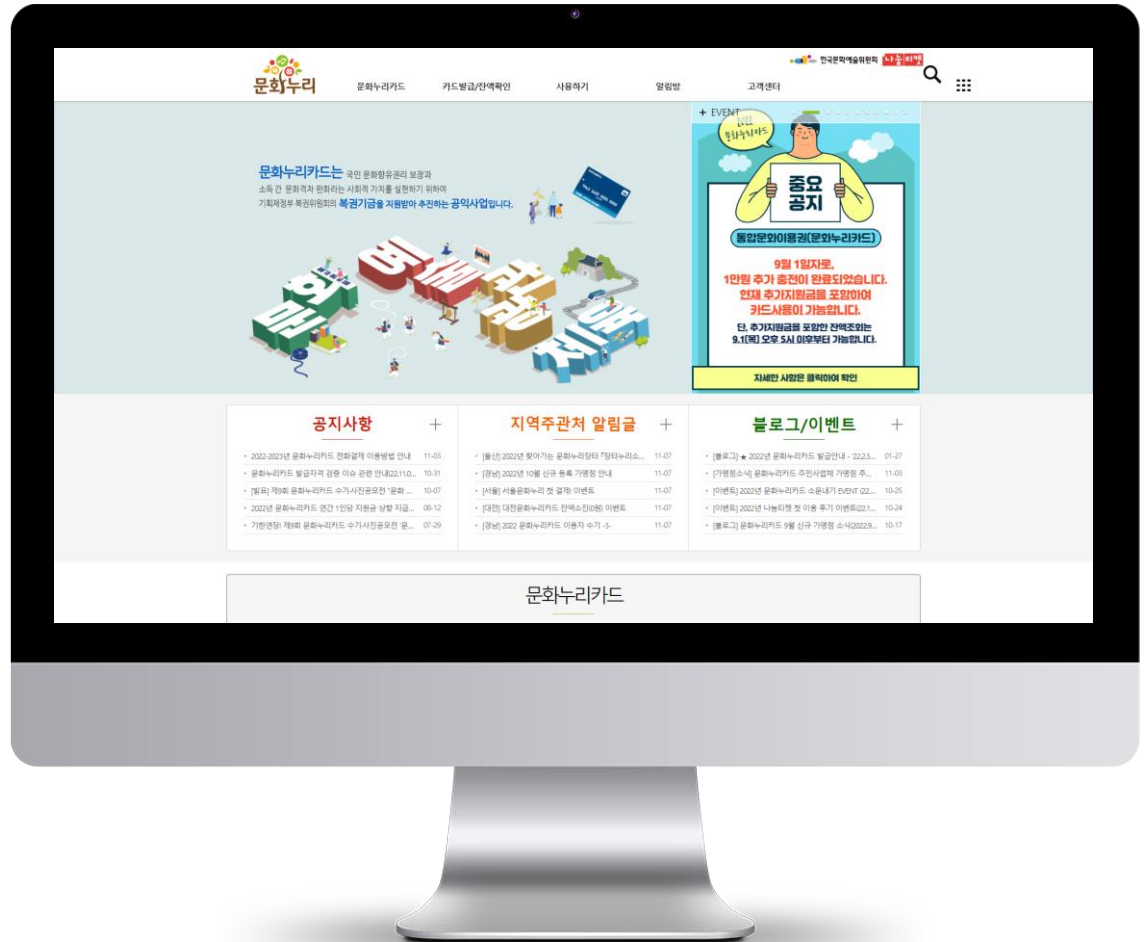 문화누리
한국문화예술위원회 나눔티켓
문화누리카드 카드발급/잔액확인 사용하기 알림방 고객센터
문화누리카드는 국민 문화향유권리 보장과
소득 간 문화격차 완화라는 사회적 가치를 실현하기 위하여
기획재정부 복권위원회의 복권기금을 지원받아 추진하는 공익사업입니다.
문화 예술 관광 체육
+ EVENT
2022
문화누리카드
중요
공지
통합문화이용권(문화누리카드)
9월 1일자로,
1만원 추가 충전이 완료되었습니다.
현재 추가지원금을 포함하여
카드사용이 가능합니다.
단, 추가지원금을 포함한 잔액조회는
9.1[목] 오후 5시 이후부터 가능합니다.
자세한 사항은 클릭하여 확인
공지사항 +
2022-2023년 문화누리카드 전화결제 이용방법 안내 11-03
문화누리카드 발급자격 검증 이슈 관련 안내(22.11.0... 10-31
[발표] 제9회 문화누리카드 수기사진공모전 "문화 ... 10-07
2022년 문화누리카드 연간 1인당 지원금 상향 지급... 08-12
기한연장! 제9회 문화누리카드 수기사진공모전 '문... 07-29
지역주관처 알림글 +
[울산] 2022년 찾아가는 문화누리장터 『장터누리소... 11-07
[경남] 2022년 10월 신규 등록 가맹점 안내 11-07
[서울] 서울문화누리 첫 결제! 이벤트 11-07
[대전] 대전문화누리카드 잔액소진(0원) 이벤트 11-07
[경남] 2022 문화누리카드 이용자 수기 -3- 11-07
블로그/이벤트 +
[블로그] ★ 2022년 문화누리카드 발급안내 - '22.2.3... 01-27
[가맹점소식] 문화누리카드 주민사업체 가맹점 추... 11-03
[이벤트] 2022년 문화누리카드 소문내기 EVENT (22.... 10-25
[이벤트] 2022년 나눔티켓 첫 이용 후기 이벤트(22.1... 10-24
[블로그] 문화누리카드 9월 신규 가맹점 소식(2022.9... 10-17
문화누리카드